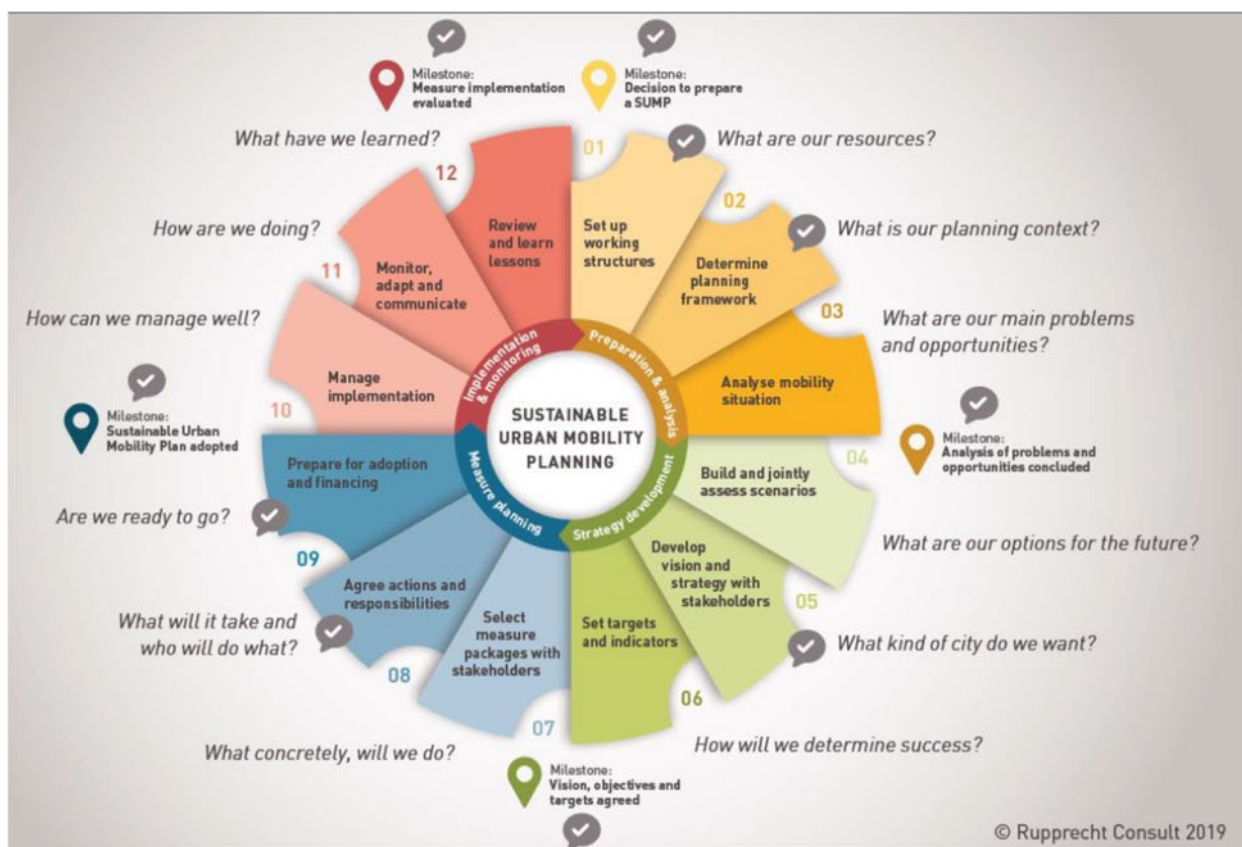 Milestone:
Measure implementation
evaluated
Milestone:
Decision to prepare
a SUMP
What have we learned?
What are our resources?
12
01
Review
and learn
lessons
Set up
working
structures
02
What is our planning context?
Determine
planning
framework
03
What are our main problems
and opportunities?
Analyse mobility
situation
Milestone:
Analysis of problems and
opportunities concluded
04
Build and jointly
assess scenarios
What are our options for the future?
05
Develop
vision and
strategy with
stakeholders
What kind of city do we want?
06
Set targets
and indicators
How will we determine success?
Milestone:
Vision, objectives and
targets agreed
07
Select
measure
packages with
stakeholders
What concretely, will we do?
08
Agree actions and
responsibilities
What will it take and
who will do what?
09
Prepare for adoption
and financing
Are we ready to go?
Milestone:
Sustainable Urban
Mobility Plan adopted
10
Manage
implementation
How can we manage well?
11
Monitor,
adapt and
communicate
How are we doing?
Implementation
& monitoring
Preparation & analysis
Strategy development
Measure planning
SUSTAINABLE
URBAN MOBILITY
PLANNING
© Rupprecht Consult 2019